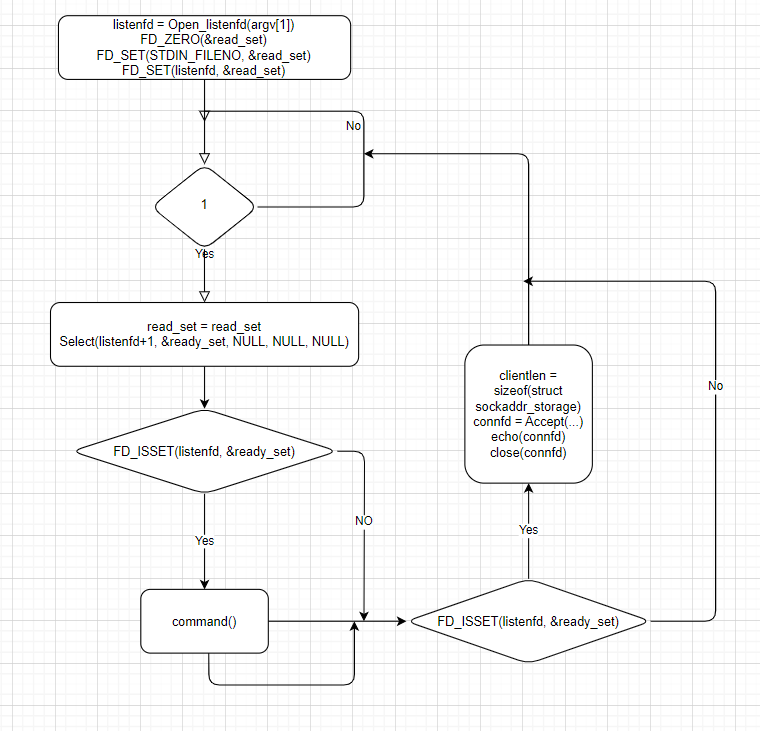 listenfd = Open_listenfd(argv[1])
FD_ZERO(&read_set)
FD_SET(STDIN_FILENO, &read_set)
FD_SET(listenfd, &read_set)
No
1
Yes
read_set = read_set
Select(listenfd+1, &ready_set, NULL, NULL, NULL)
FD_ISSET(listenfd, &ready_set)
NO
Yes
command()
FD_ISSET(listenfd, &ready_set)
Yes
clientlen =
sizeof(struct
sockaddr_storage)
connfd = Accept(...)
echo(connfd)
close(connfd)
No